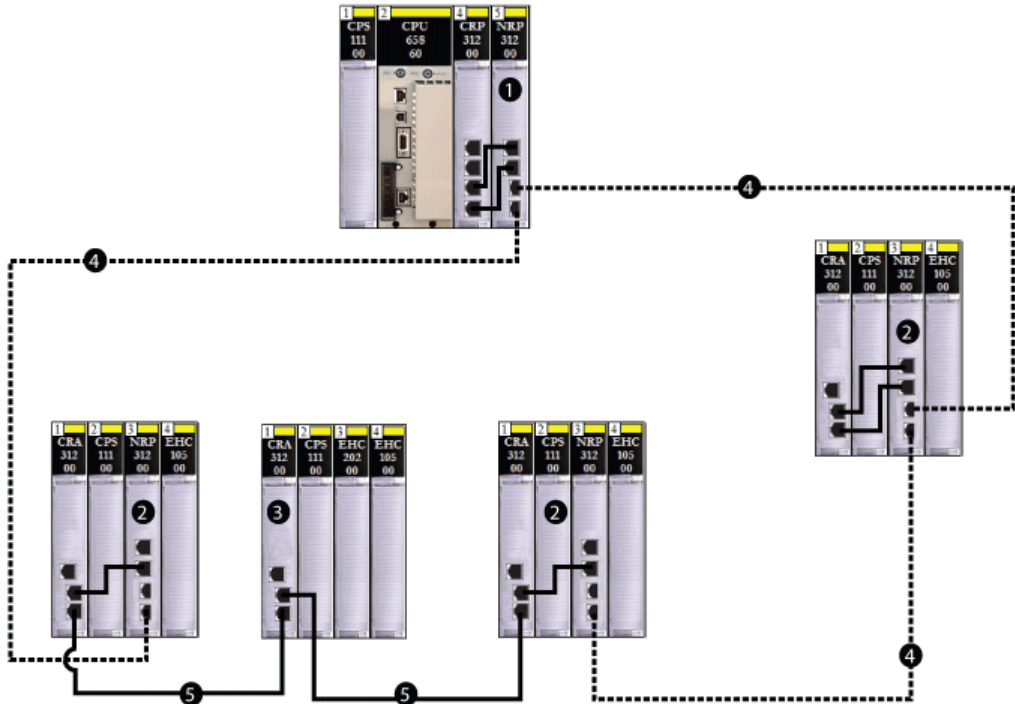 1 2 4 5
CPS CPU CRP NRP
111 658 312 312
00 60 00 00
1
4
4
1 2 3 4
CRA CPS NRP EHC
312 111 312 105
00 00 00 00
2
1 2 3 4
CRA CPS NRP EHC
312 111 312 105
00 00 00 00
2
1 2 3 4
CRA CPS EHC EHC
312 111 202 105
00 00 00 00
3
1 2 3 4
CRA CPS NRP EHC
312 111 312 105
00 00 00 00
2
4
5
5